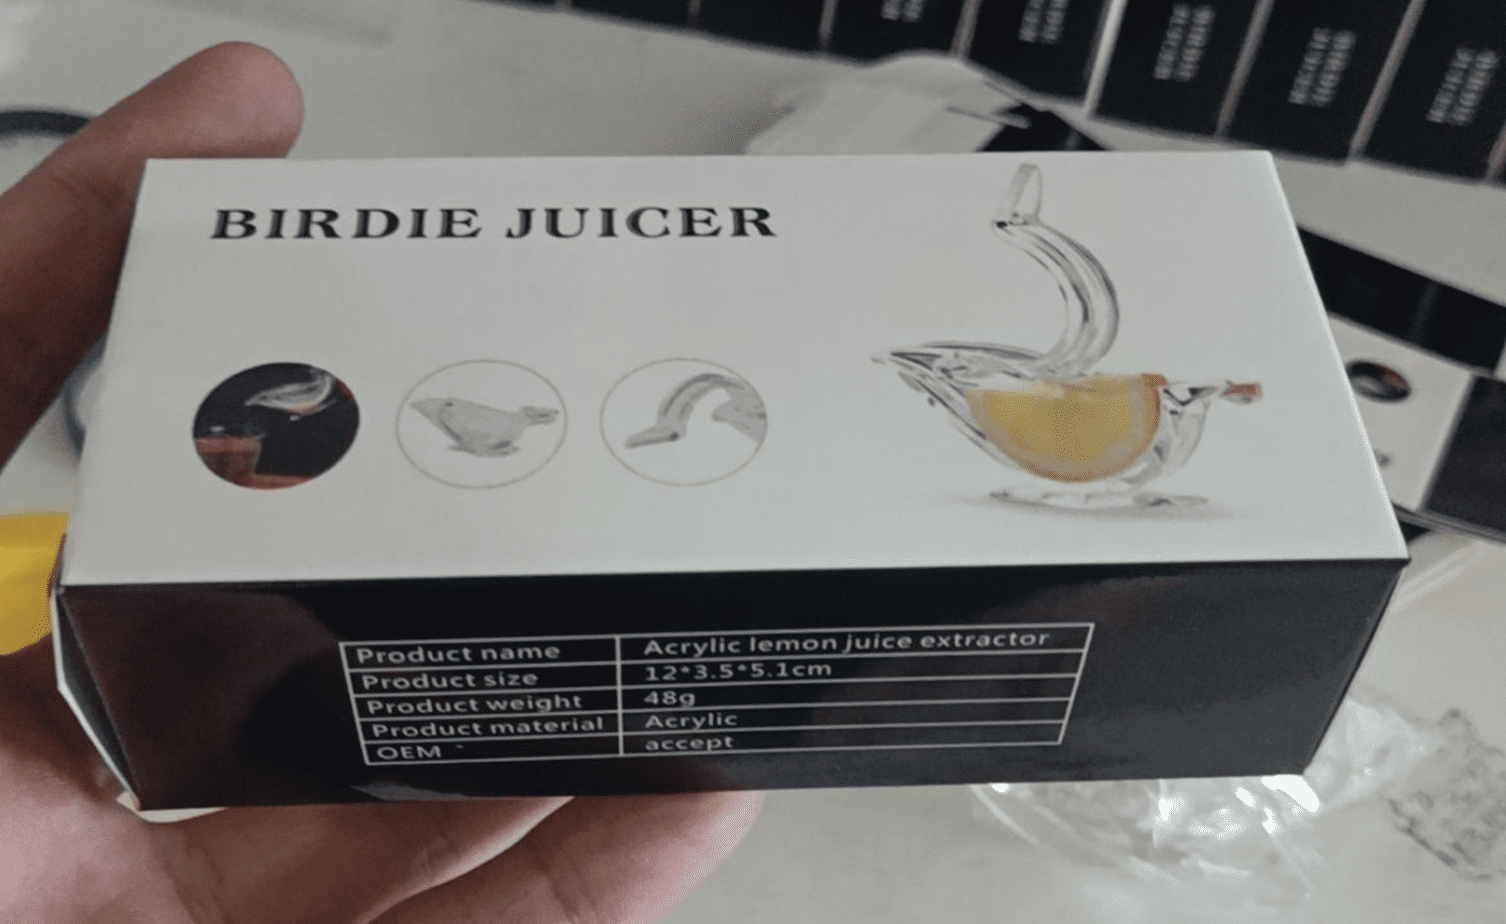 BIRDIE JUICER
Product name Acrylic lemon juice extractor
Product size 12*3.5*5.1cm
Product weight 48g
Product material Acrylic
OEM accept